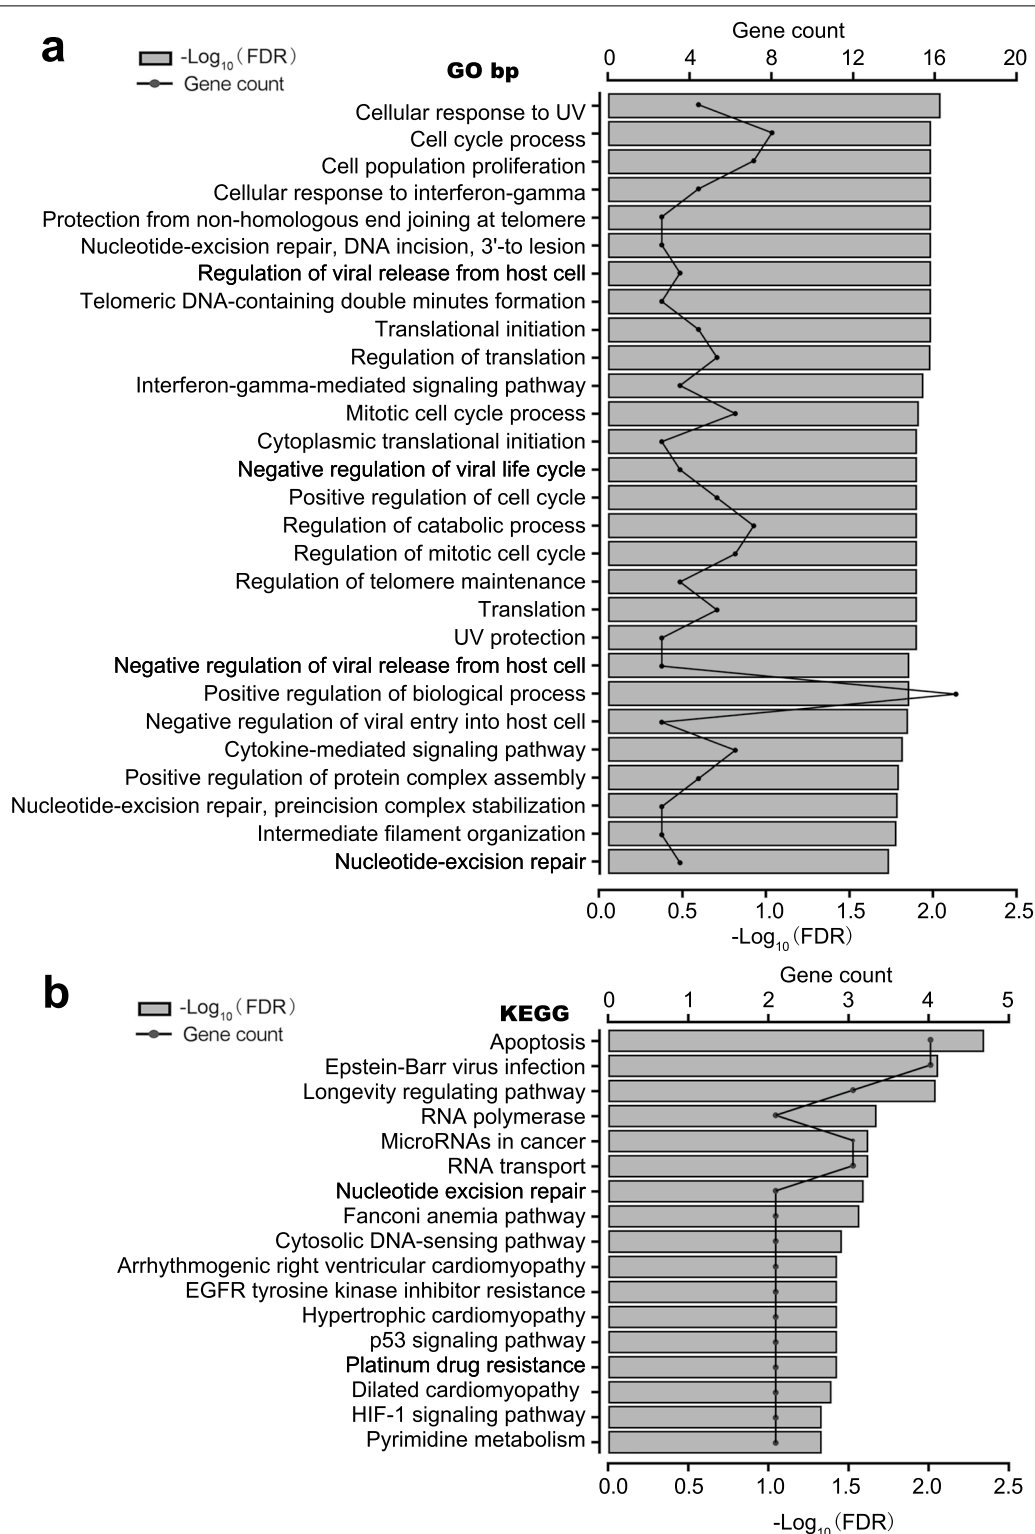 a
-Log10(FDR)
Gene count
GO bp
Gene count
0 4 8 12 16 20
Cellular response to UV
Cell cycle process
Cell population proliferation
Cellular response to interferon-gamma
Protection from non-homologous end joining at telomere
Nucleotide-excision repair, DNA incision, 3'-to lesion
Regulation of viral release from host cell
Telomeric DNA-containing double minutes formation
Translational initiation
Regulation of translation
Interferon-gamma-mediated signaling pathway
Mitotic cell cycle process
Cytoplasmic translational initiation
Negative regulation of viral life cycle
Positive regulation of cell cycle
Regulation of catabolic process
Regulation of mitotic cell cycle
Regulation of telomere maintenance
Translation
UV protection
Negative regulation of viral release from host cell
Positive regulation of biological process
Negative regulation of viral entry into host cell
Cytokine-mediated signaling pathway
Positive regulation of protein complex assembly
Nucleotide-excision repair, preincision complex stabilization
Intermediate filament organization
Nucleotide-excision repair
0.0 0.5 1.0 1.5 2.0 2.5
-Log10(FDR)
b
-Log10(FDR)
Gene count
KEGG
Gene count
0 1 2 3 4 5
Apoptosis
Epstein-Barr virus infection
Longevity regulating pathway
RNA polymerase
MicroRNAs in cancer
RNA transport
Nucleotide excision repair
Fanconi anemia pathway
Cytosolic DNA-sensing pathway
Arrhythmogenic right ventricular cardiomyopathy
EGFR tyrosine kinase inhibitor resistance
Hypertrophic cardiomyopathy
p53 signaling pathway
Platinum drug resistance
Dilated cardiomyopathy
HIF-1 signaling pathway
Pyrimidine metabolism
0.0 0.5 1.0 1.5 2.0 2.5
-Log10(FDR)